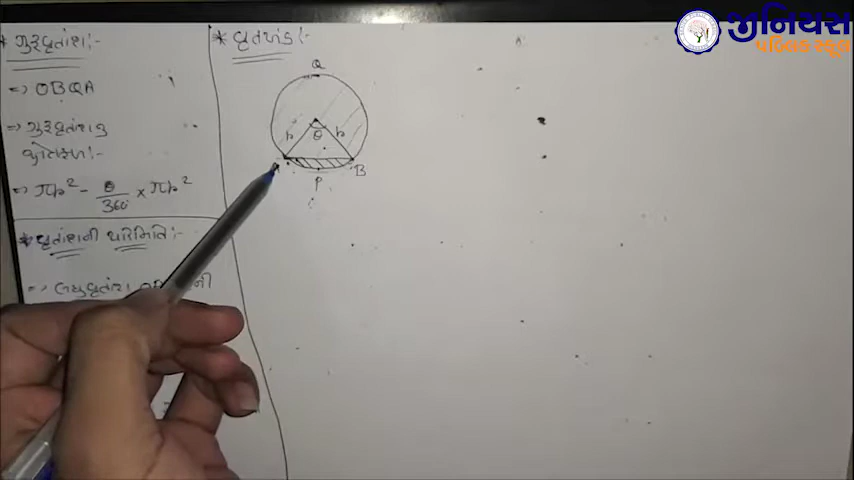 * ગુરુવૃતાંશ:-
=> OBQA
=> ગુરુવૃતાંશનુ
ક્ષેત્રફળ:-
=> πr² - θ/360 × πr²
* વૃતાંશની પરિમિતિ:-
=> લઘુવૃતાંશ
ની
* વૃતખંડ:-
Q
r θ r
A B
P
જીનિયસ
પબ્લિક સ્કૂલ